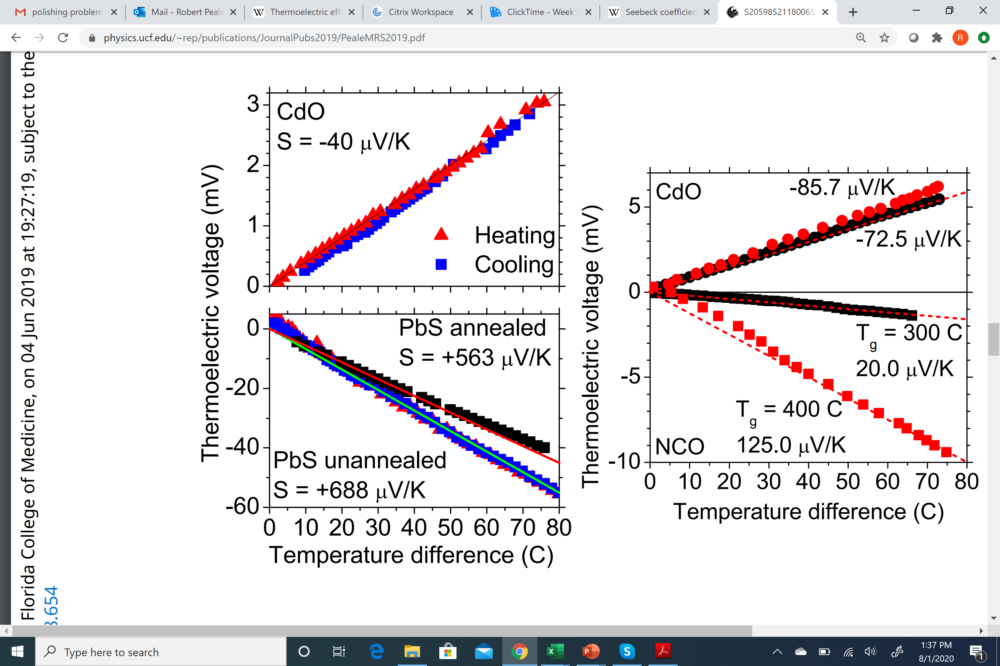 polishing problem
Mail - Robert Peale
Thermoelectric eff
Citrix Workspace
ClickTime - Week
Seebeck coefficien
S20598521180065
physics.ucf.edu/~rep/publications/JournalPubs2019/PealeMRS2019.pdf
R
Florida College of Medicine, on 04 Jun 2019 at 19:27:19, subject to the
3.654
Thermoelectric voltage (mV)
3
2
1
0
CdO
S = -40 μV/K
Heating
Cooling
0
-20
-40
-60
PbS annealed
S = +563 μV/K
PbS unannealed
S = +688 μV/K
0 10 20 30 40 50 60 70 80
Temperature difference (C)
Thermoelectric voltage (mV)
5
0
-5
-10
CdO
-85.7 μV/K
-72.5 μV/K
Tg = 300 C
20.0 μV/K
Tg = 400 C
125.0 μV/K
NCO
0 10 20 30 40 50 60 70 80
Temperature difference (C)
Type here to search
1:37 PM
8/1/2020
1